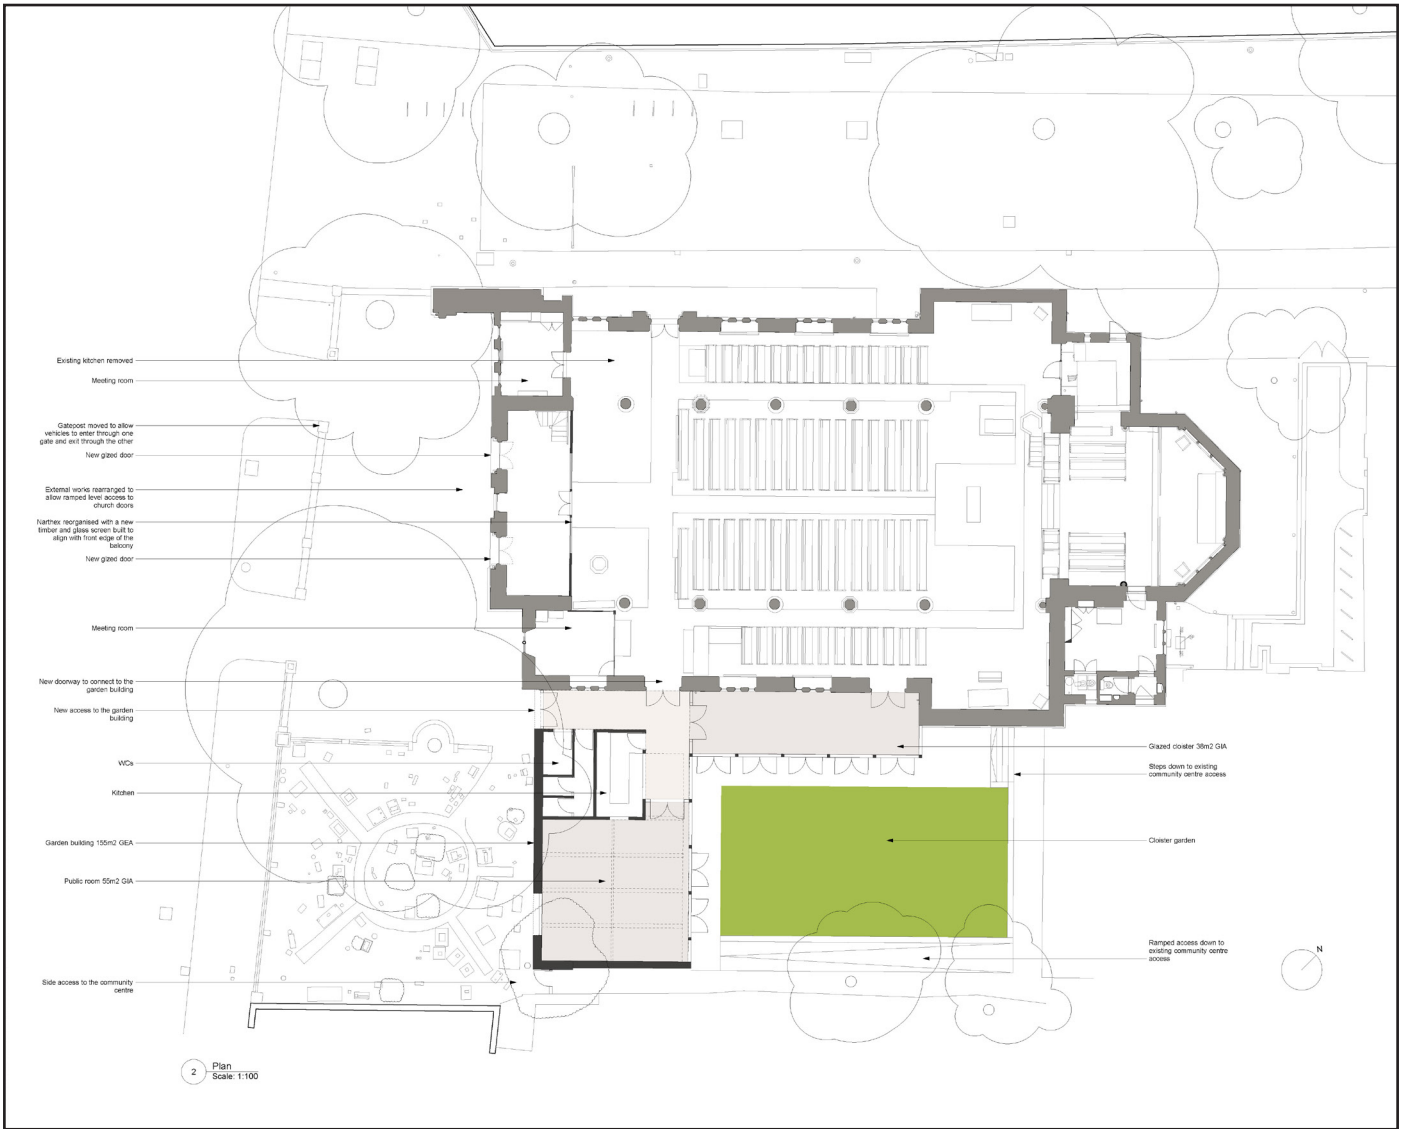 Existing kitchen removed
Meeting room
Gatepost moved to allow
vehicles to enter through one
gate and exit through the other
New glzed door
External works rearranged to
allow ramped level access to
church doors
Narthex reorganised with a new
timber and glass screen built to
align with front edge of the
balcony
New glzed door
Meeting room
New doorway to connect to the
garden building
New access to the garden
building
WCs
Kitchen
Garden building 155m2 GEA
Public room 55m2 GIA
Side access to the community
centre
Glazed cloister 38m2 GIA
Steps down to existing
community centre access
Cloister garden
Ramped access down to
existing community centre
access
N
2
Plan
Scale: 1:100